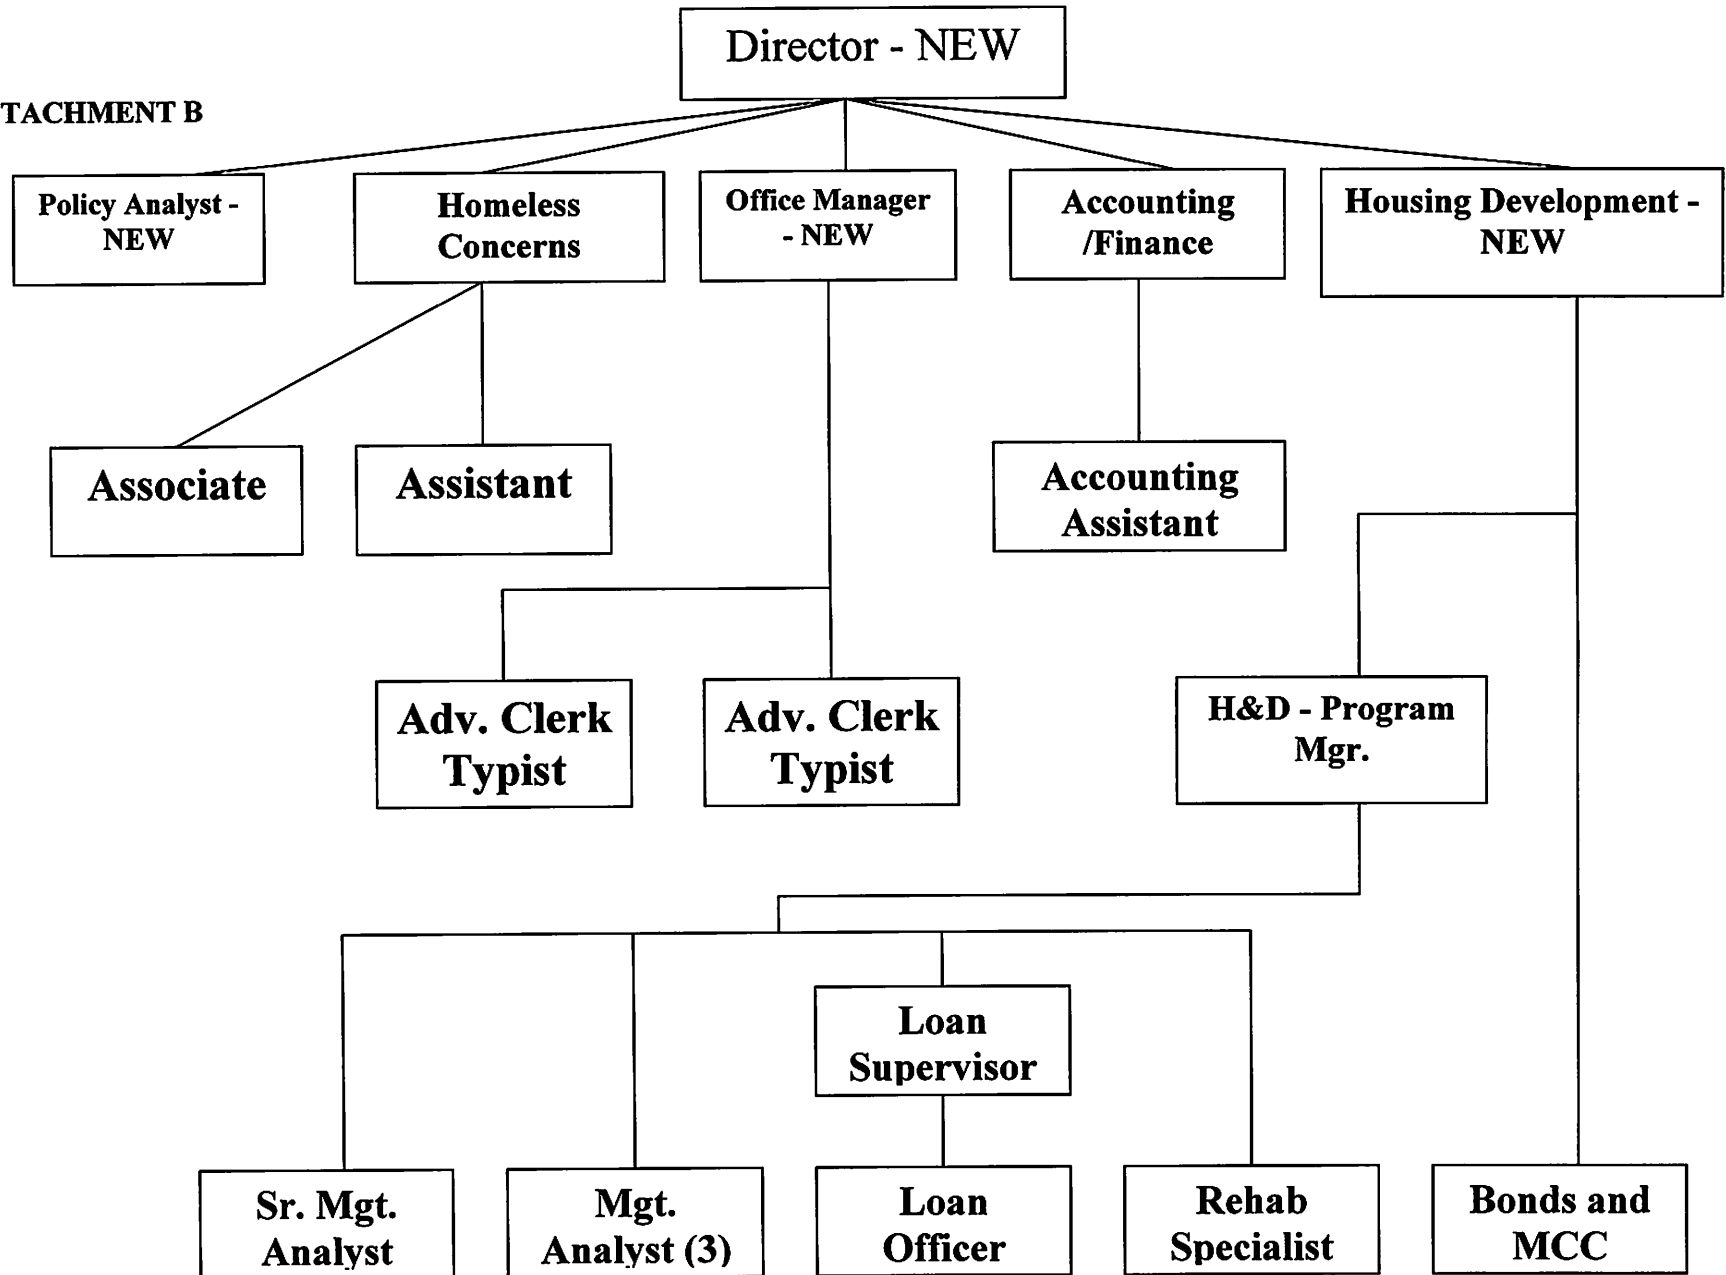 Director - NEW
TACHMENT B
Policy Analyst -
NEW
Homeless
Concerns
Office Manager
- NEW
Accounting
/Finance
Housing Development -
NEW
Associate
Assistant
Accounting
Assistant
Adv. Clerk
Typist
Adv. Clerk
Typist
H&D - Program
Mgr.
Loan
Supervisor
Sr. Mgt.
Analyst
Mgt.
Analyst (3)
Loan
Officer
Rehab
Specialist
Bonds and
MCC